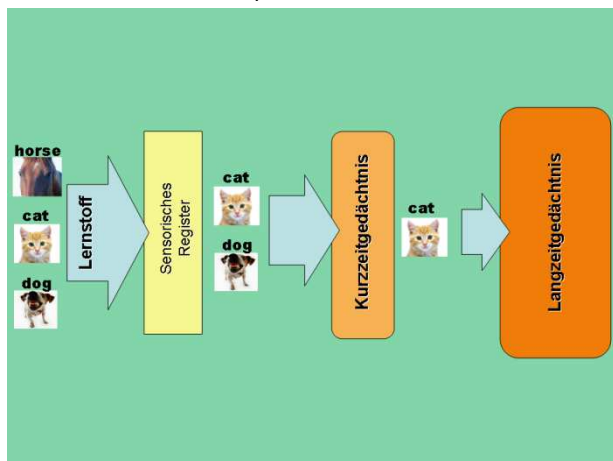 horse
cat
dog
Lernstoff
Sensorisches
Register
cat
dog
Kurzzeitgedächtnis
cat
Langzeitgedächtnis